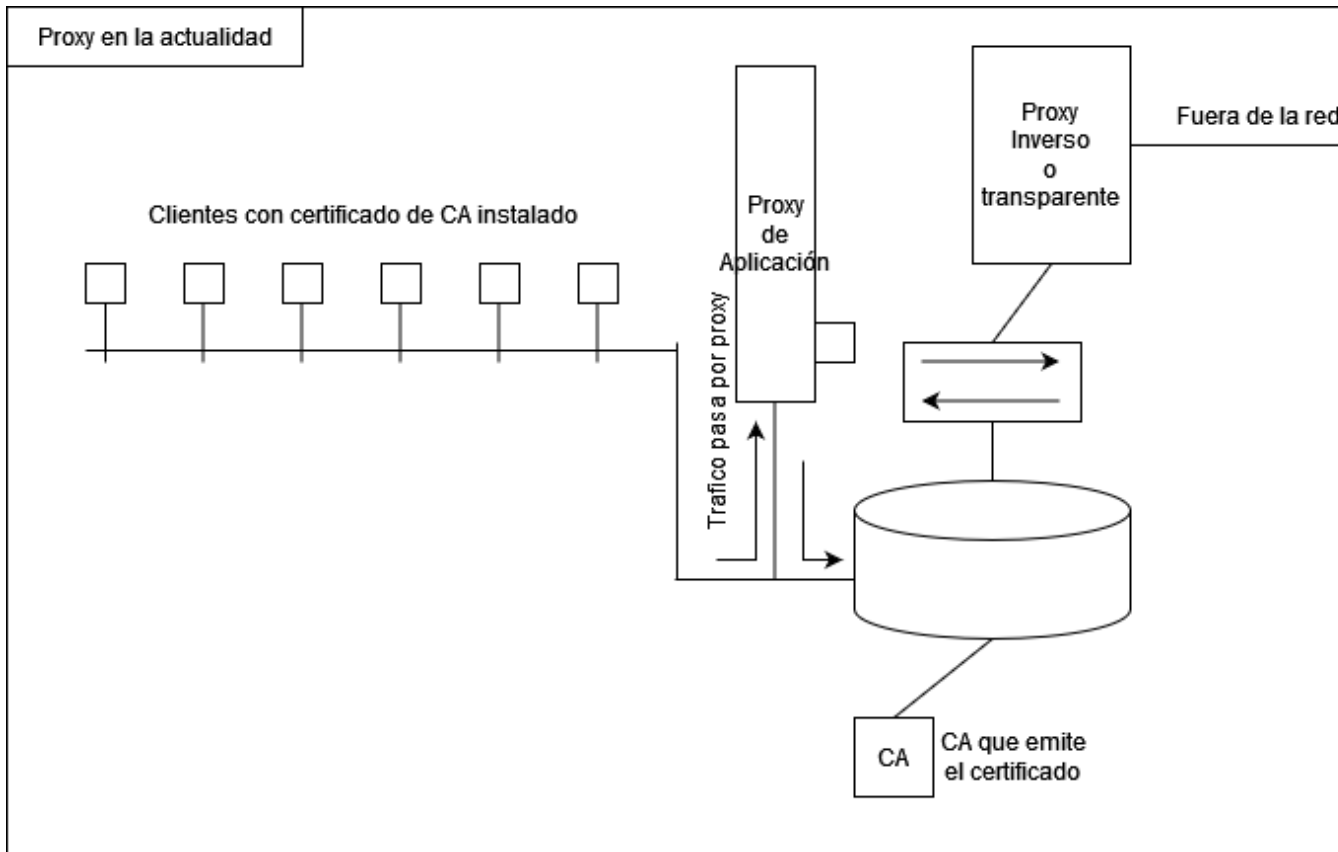 Proxy en la actualidad
Proxy
Inverso
o
transparente
Fuera de la red
Clientes con certificado de CA instalado
Proxy
de
Aplicación
Trafico pasa por proxy
CA
CA que emite
el certificado